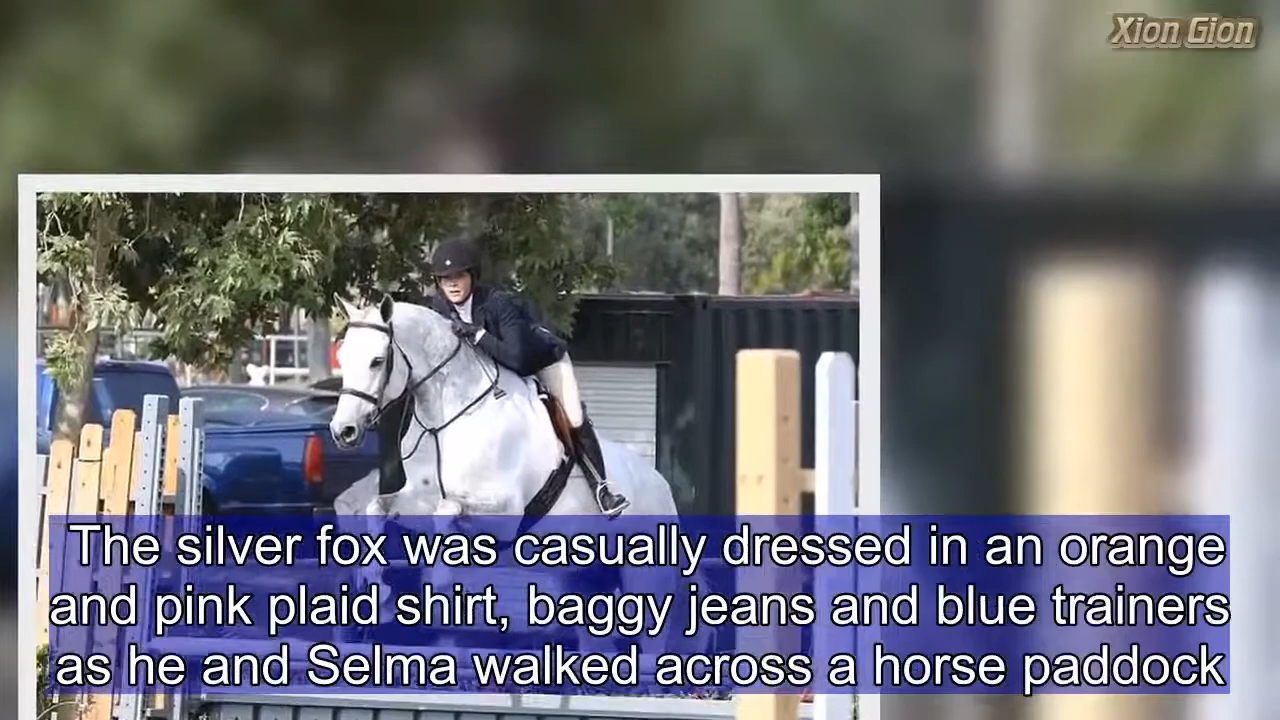 Xion Gion
The silver fox was casually dressed in an orange
and pink plaid shirt, baggy jeans and blue trainers
as he and Selma walked across a horse paddock